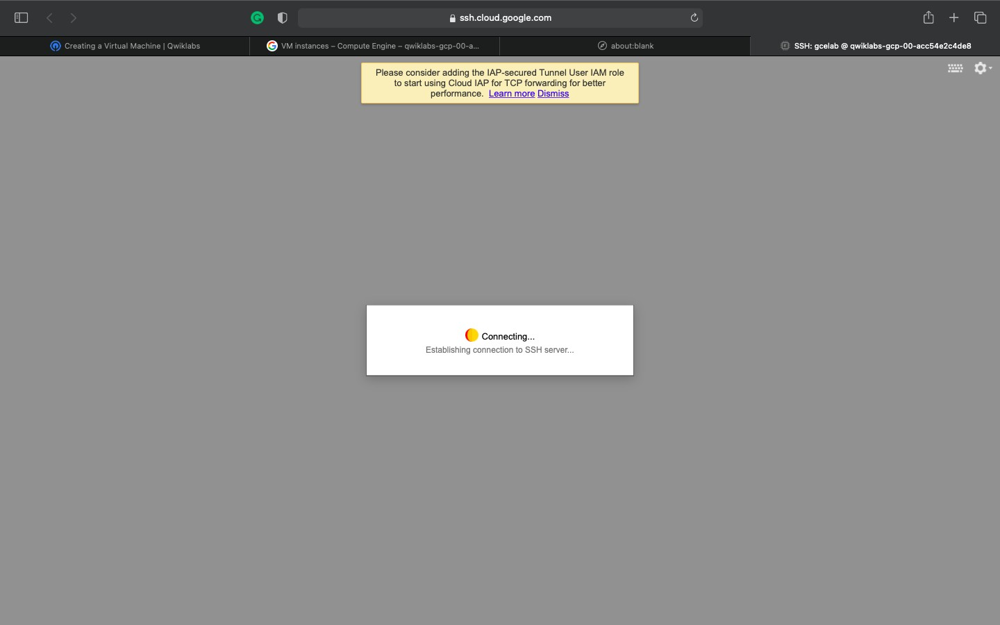 ssh.cloud.google.com
Creating a Virtual Machine | Qwiklabs
VM instances – Compute Engine – qwiklabs-gcp-00-a...
about:blank
SSH: gcelab @ qwiklabs-gcp-00-acc54e2c4de8
Please consider adding the IAP-secured Tunnel User IAM role
to start using Cloud IAP for TCP forwarding for better
performance. Learn more Dismiss
Connecting...
Establishing connection to SSH server...